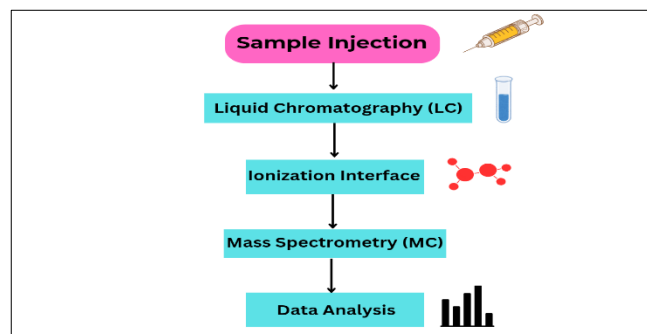 Sample Injection
Liquid Chromatography (LC)
Ionization Interface
Mass Spectrometry (MC)
Data Analysis